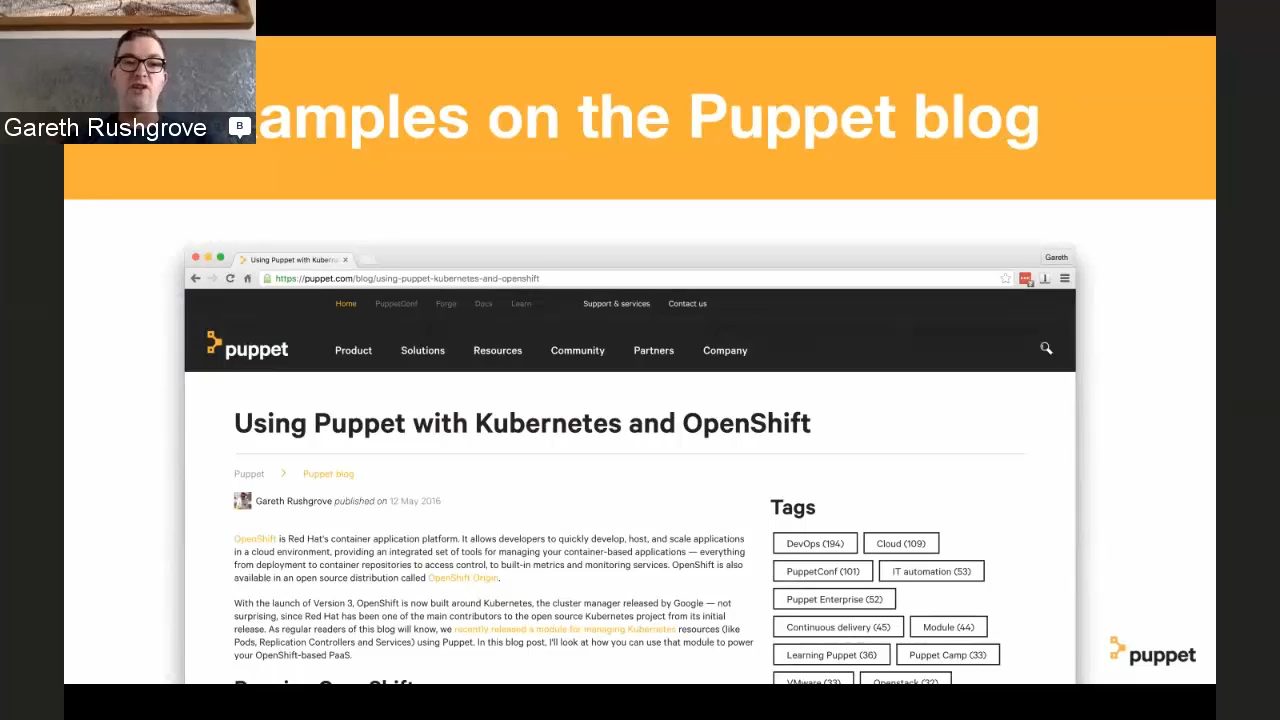 Gareth Rushgrove
B
amples on the Puppet blog
Using Puppet with Kuberne
Gareth
https://puppet.com/blog/using-puppet-kubernetes-and-openshift
Home PuppetConf Forge Docs Learn Support & services Contact us
puppet
Product Solutions Resources Community Partners Company
Using Puppet with Kubernetes and OpenShift
Puppet > Puppet blog
Gareth Rushgrove published on 12 May 2016
OpenShift is Red Hat's container application platform. It allows developers to quickly develop, host, and scale applications
in a cloud environment, providing an integrated set of tools for managing your container-based applications — everything
from deployment to container repositories to access control, to built-in metrics and monitoring services. OpenShift is also
available in an open source distribution called OpenShift Origin.
With the launch of Version 3, OpenShift is now built around Kubernetes, the cluster manager released by Google — not
surprising, since Red Hat has been one of the main contributors to the open source Kubernetes project from its initial
release. As regular readers of this blog will know, we recently released a module for managing Kubernetes resources (like
Pods, Replication Controllers and Services) using Puppet. In this blog post, I'll look at how you can use that module to power
your OpenShift-based PaaS.
Tags
DevOps (194) Cloud (109)
PuppetConf (101) IT automation (53)
Puppet Enterprise (52)
Continuous delivery (45) Module (44)
Learning Puppet (36) Puppet Camp (33)
VMware (33) Openstack (32)
puppet